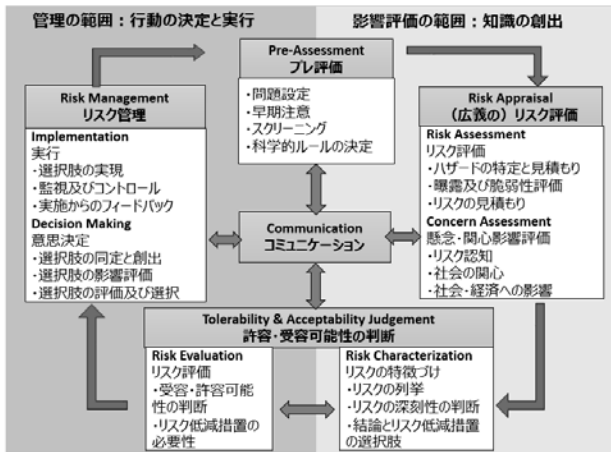 管理の範囲：行動の決定と実行
影響評価の範囲：知識の創出
Pre-Assessment
プレ評価
・問題設定
・早期注意
・スクリーニング
・科学的ルールの決定
Risk Management
リスク管理
Implementation
実行
・選択肢の実現
・監視及びコントロール
・実施からのフィードバック
Decision Making
意思決定
・選択肢の同定と創出
・選択肢の影響評価
・選択肢の評価及び選択
Risk Appraisal
（広義の）リスク評価
Risk Assessment
リスク評価
・ハザードの特定と見積もり
・曝露及び脆弱性評価
・リスクの見積もり
Concern Assessment
懸念・関心影響評価
・リスク認知
・社会の関心
・社会・経済への影響
Communication
コミュニケーション
Tolerability & Acceptability Judgement
許容・受容可能性の判断
Risk Evaluation
リスク評価
・受容・許容可能
性の判断
・リスク低減措置の
必要性
Risk Characterization
リスクの特徴づけ
・リスクの列挙
・リスクの深刻性の判断
・結論とリスク低減措置
の選択肢